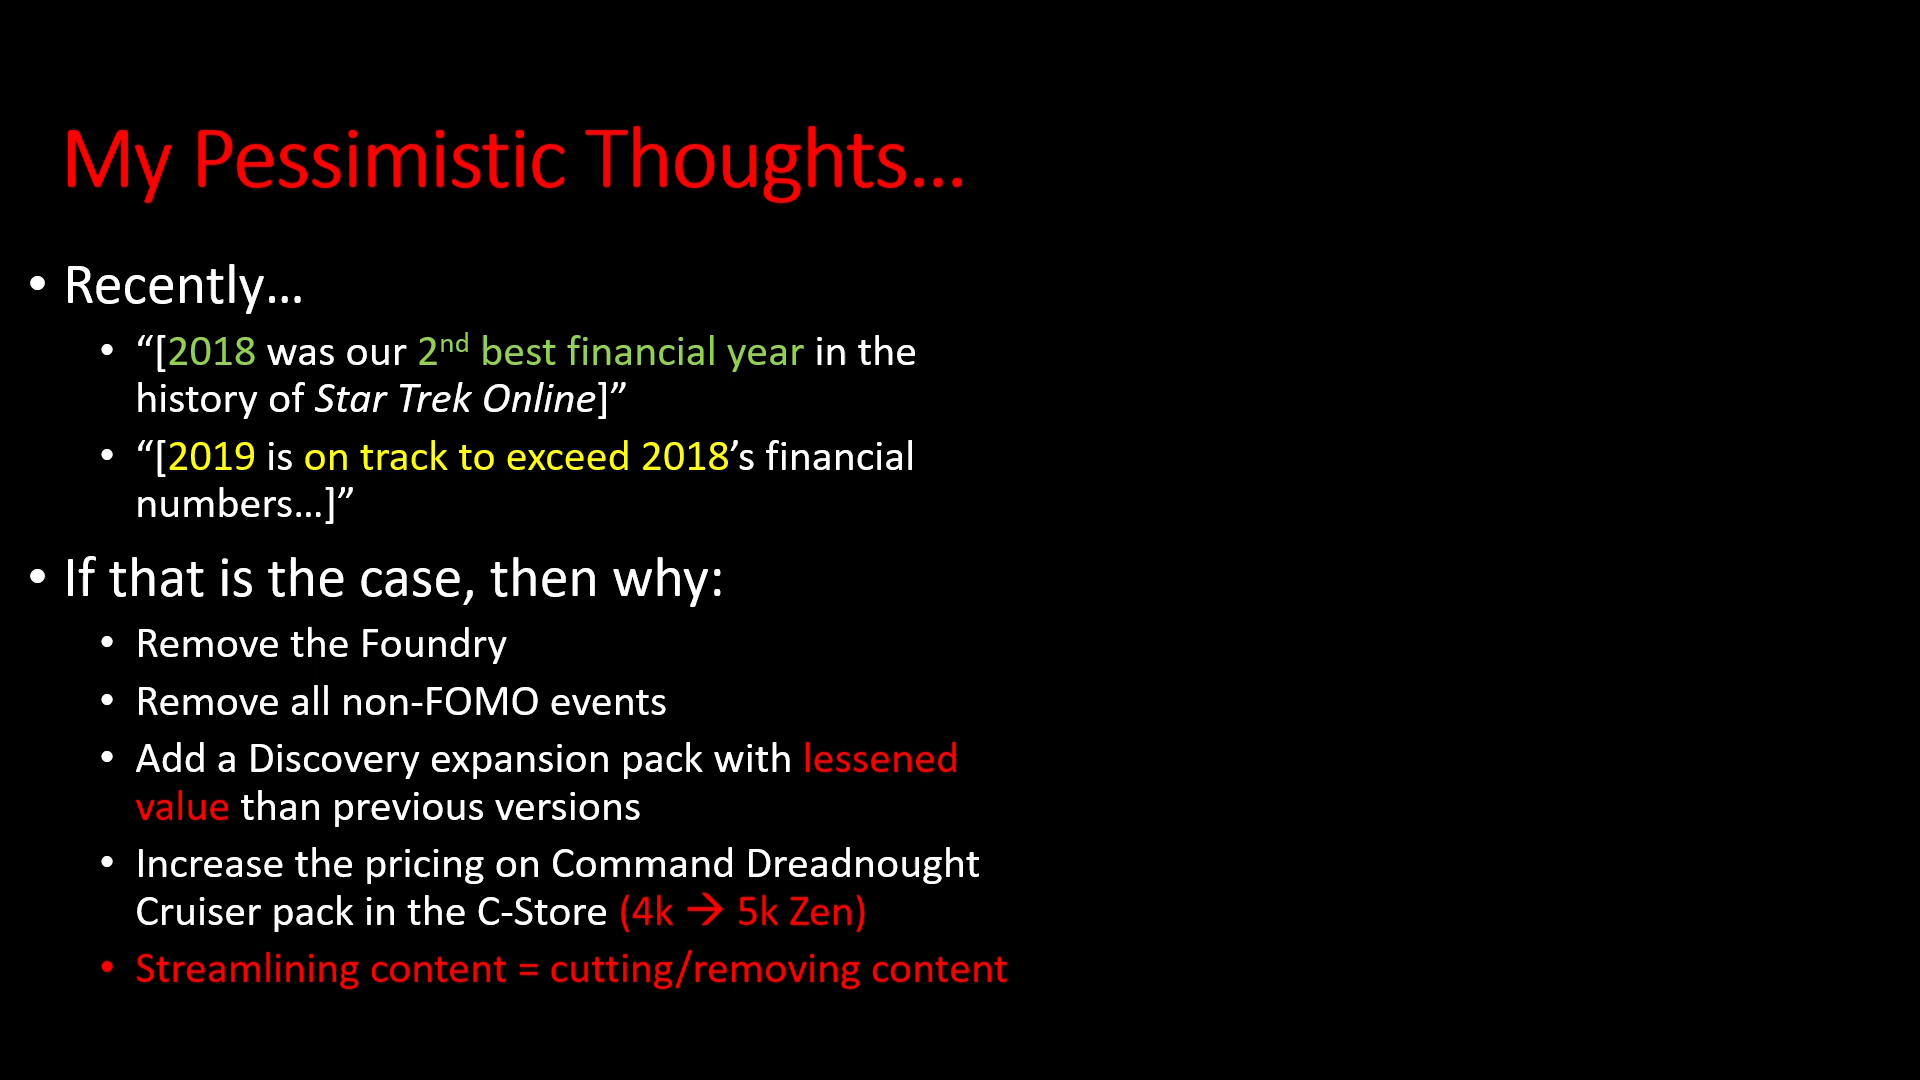 My Pessimistic Thoughts…
• Recently…
• “[2018 was our 2nd best financial year in the
history of Star Trek Online]”
• “[2019 is on track to exceed 2018’s financial
numbers…]”
• If that is the case, then why:
• Remove the Foundry
• Remove all non-FOMO events
• Add a Discovery expansion pack with lessened
value than previous versions
• Increase the pricing on Command Dreadnought
Cruiser pack in the C-Store (4k → 5k Zen)
• Streamlining content = cutting/removing content